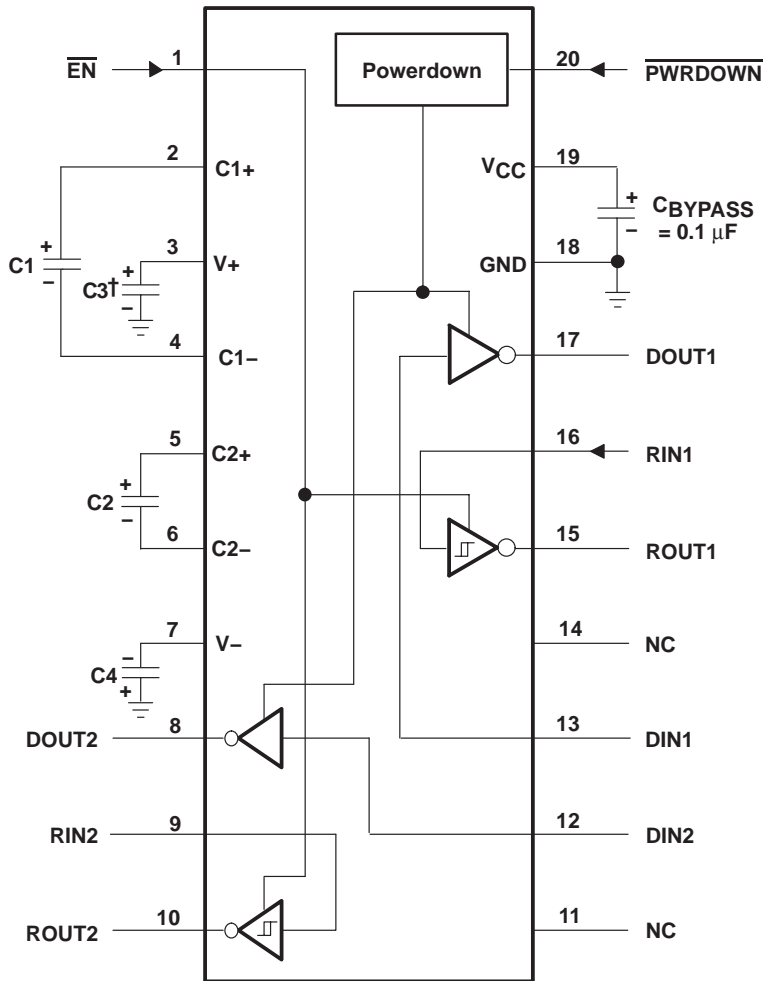 EN 1
Powerdown
20 PWRDOWN
2 C1+
VCC 19
+ CBYPASS
– = 0.1 μF
3 V+
GND 18
+
C1
–
+
C3†
–
4 C1–
17 DOUT1
5 C2+
16 RIN1
+
C2
–
6 C2–
15 ROUT1
7 V–
14 NC
–
C4
+
DOUT2 8
13 DIN1
RIN2 9
12 DIN2
ROUT2 10
11 NC